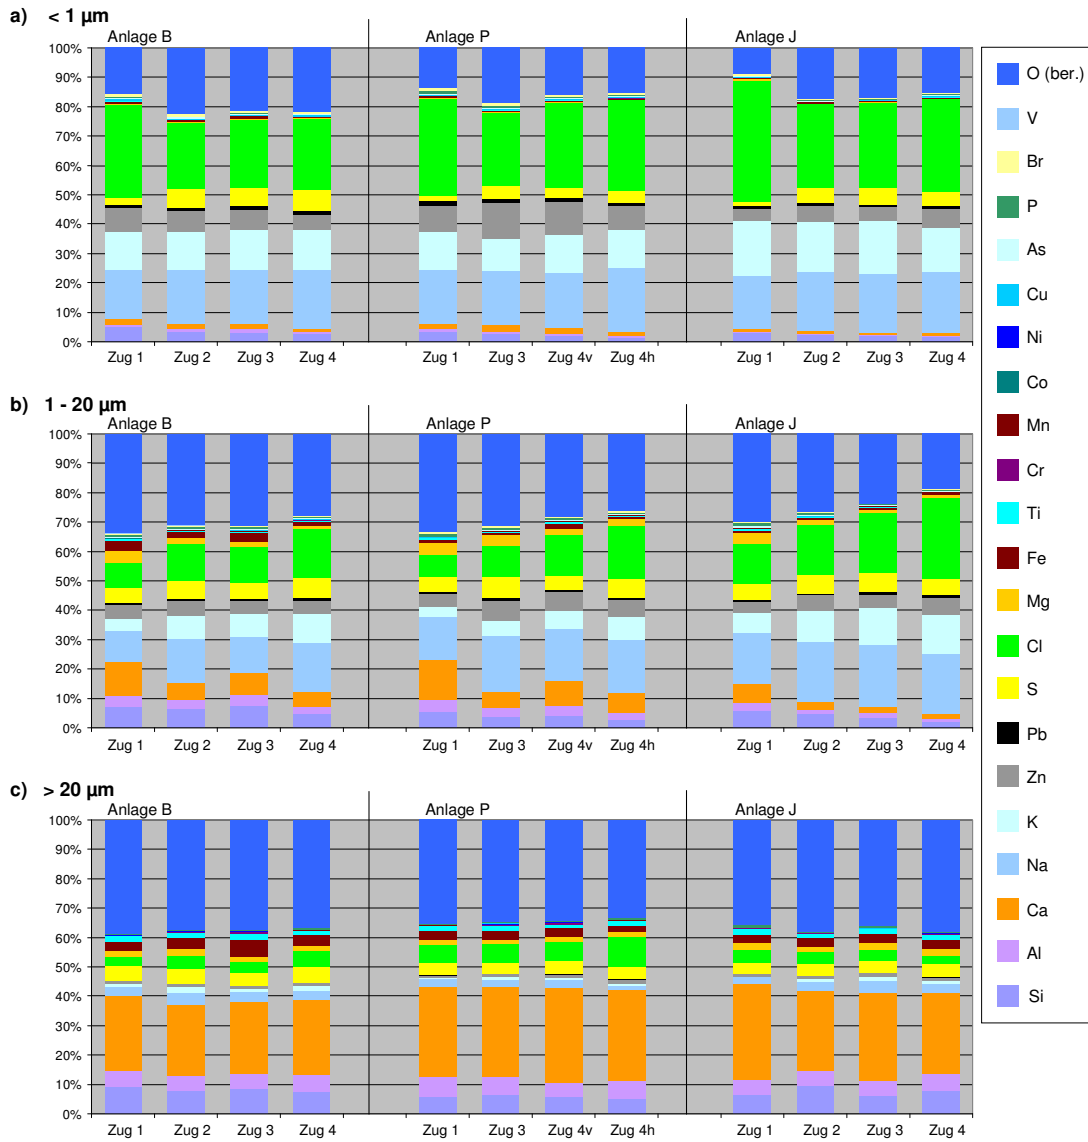 a) < 1 µm
Anlage B Anlage P Anlage J
100%
90%
80%
70%
60%
50%
40%
30%
20%
10%
0%
Zug 1 Zug 2 Zug 3 Zug 4 Zug 1 Zug 3 Zug 4v Zug 4h Zug 1 Zug 2 Zug 3 Zug 4
b) 1 - 20 µm
Anlage B Anlage P Anlage J
100%
90%
80%
70%
60%
50%
40%
30%
20%
10%
0%
Zug 1 Zug 2 Zug 3 Zug 4 Zug 1 Zug 3 Zug 4v Zug 4h Zug 1 Zug 2 Zug 3 Zug 4
c) > 20 µm
Anlage B Anlage P Anlage J
100%
90%
80%
70%
60%
50%
40%
30%
20%
10%
0%
Zug 1 Zug 2 Zug 3 Zug 4 Zug 1 Zug 3 Zug 4v Zug 4h Zug 1 Zug 2 Zug 3 Zug 4
O (ber.)
V
Br
P
As
Cu
Ni
Co
Mn
Cr
Ti
Fe
Mg
Cl
S
Pb
Zn
K
Na
Ca
Al
Si